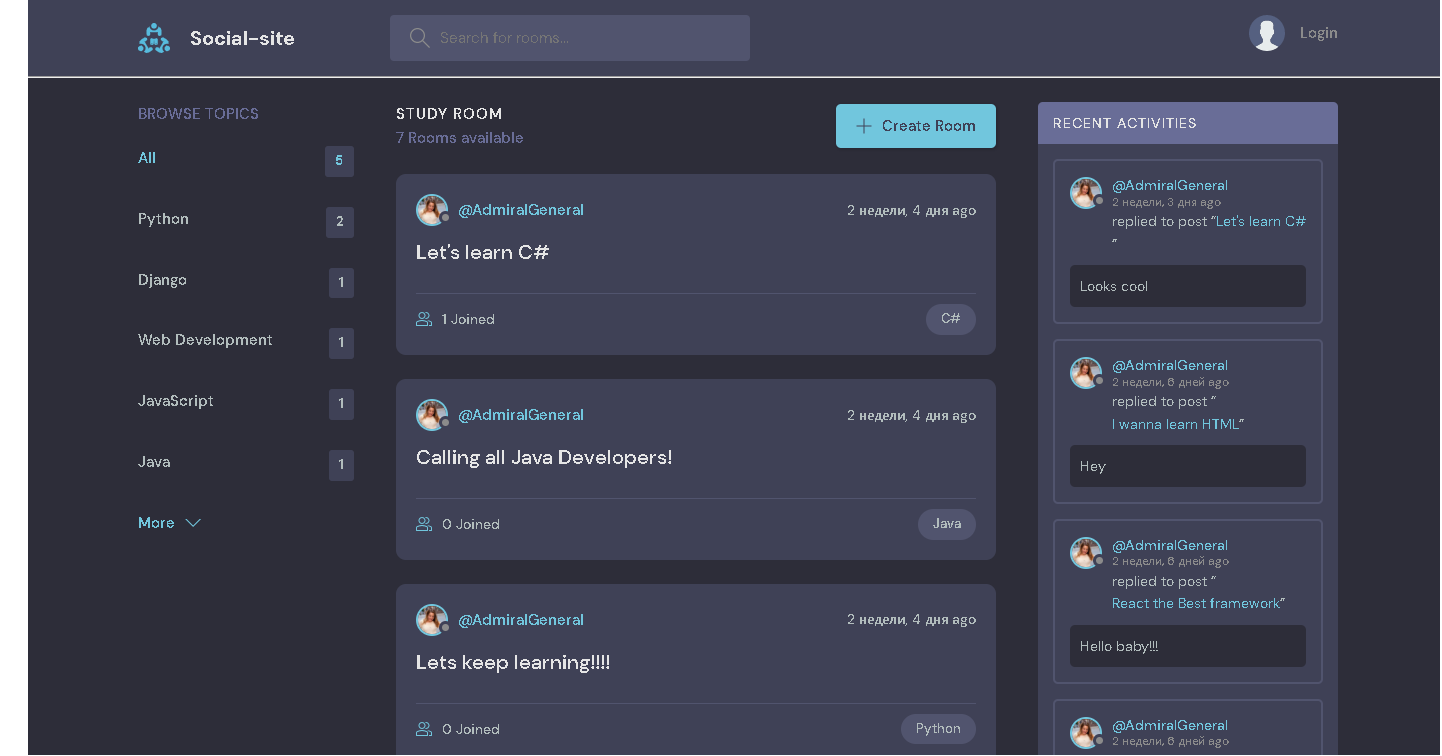 Social-site
Search for rooms...
Login
BROWSE TOPICS
All
5
Python
2
Django
1
Web Development
1
JavaScript
1
Java
1
More
STUDY ROOM
7 Rooms available
Create Room
@AdmiralGeneral
2 недели, 4 дня ago
Let's learn C#
1 Joined
C#
@AdmiralGeneral
2 недели, 4 дня ago
Calling all Java Developers!
0 Joined
Java
@AdmiralGeneral
2 недели, 4 дня ago
Lets keep learning!!!!
0 Joined
Python
RECENT ACTIVITIES
@AdmiralGeneral
2 недели, 3 дня ago
replied to post “Let's learn C#
”
Looks cool
@AdmiralGeneral
2 недели, 6 дней ago
replied to post “
I wanna learn HTML”
Hey
@AdmiralGeneral
2 недели, 6 дней ago
replied to post “
React the Best framework”
Hello baby!!!
@AdmiralGeneral
2 недели, 6 дней ago